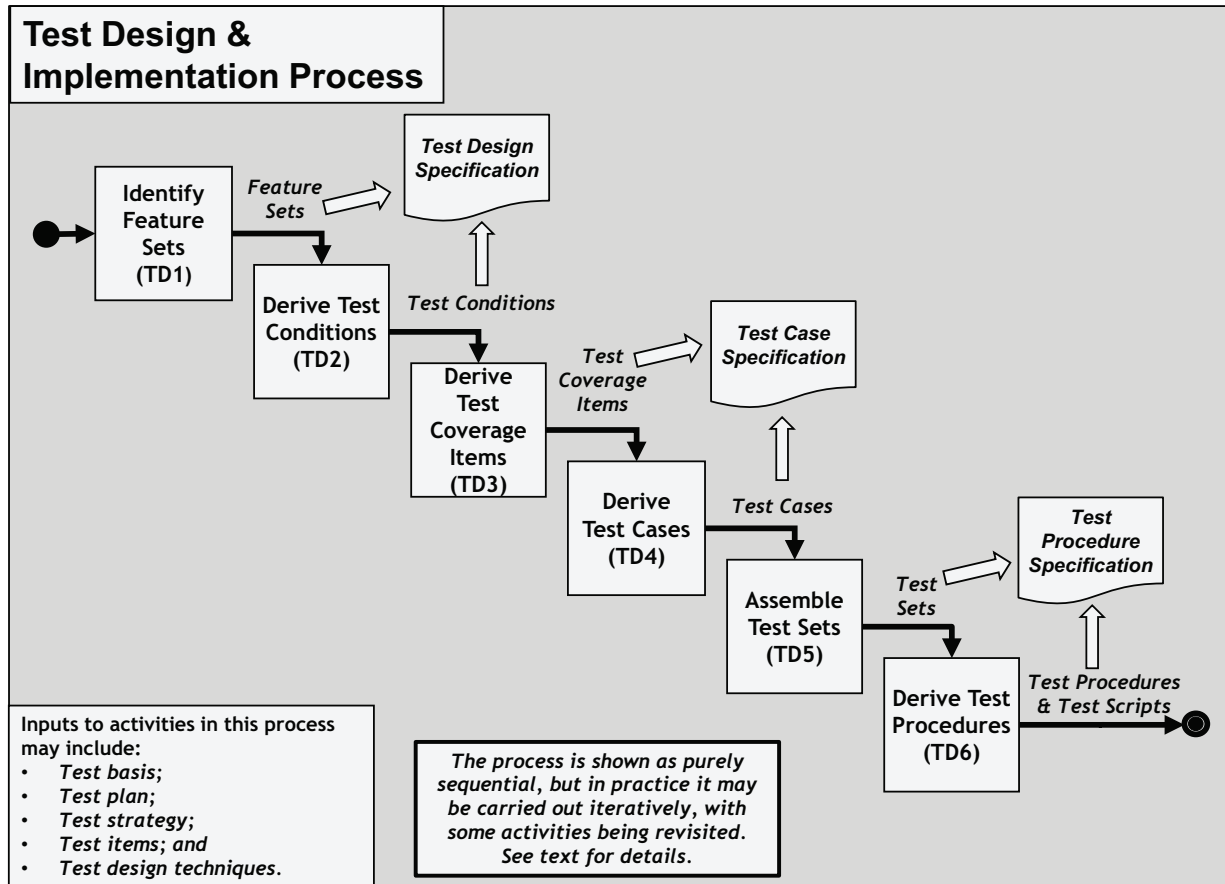 Test Design &
Implementation Process
Identify
Feature
Sets
(TD1)
Feature
Sets
Test Design
Specification
Derive Test
Conditions
(TD2)
Test Conditions
Derive
Test
Coverage
Items
(TD3)
Test
Coverage
Items
Test Case
Specification
Derive
Test Cases
(TD4)
Test Cases
Assemble
Test Sets
(TD5)
Test
Sets
Test
Procedure
Specification
Derive Test
Procedures
(TD6)
Test Procedures
& Test Scripts
Inputs to activities in this process
may include:
• Test basis;
• Test plan;
• Test strategy;
• Test items; and
• Test design techniques.
The process is shown as purely
sequential, but in practice it may
be carried out iteratively, with
some activities being revisited.
See text for details.